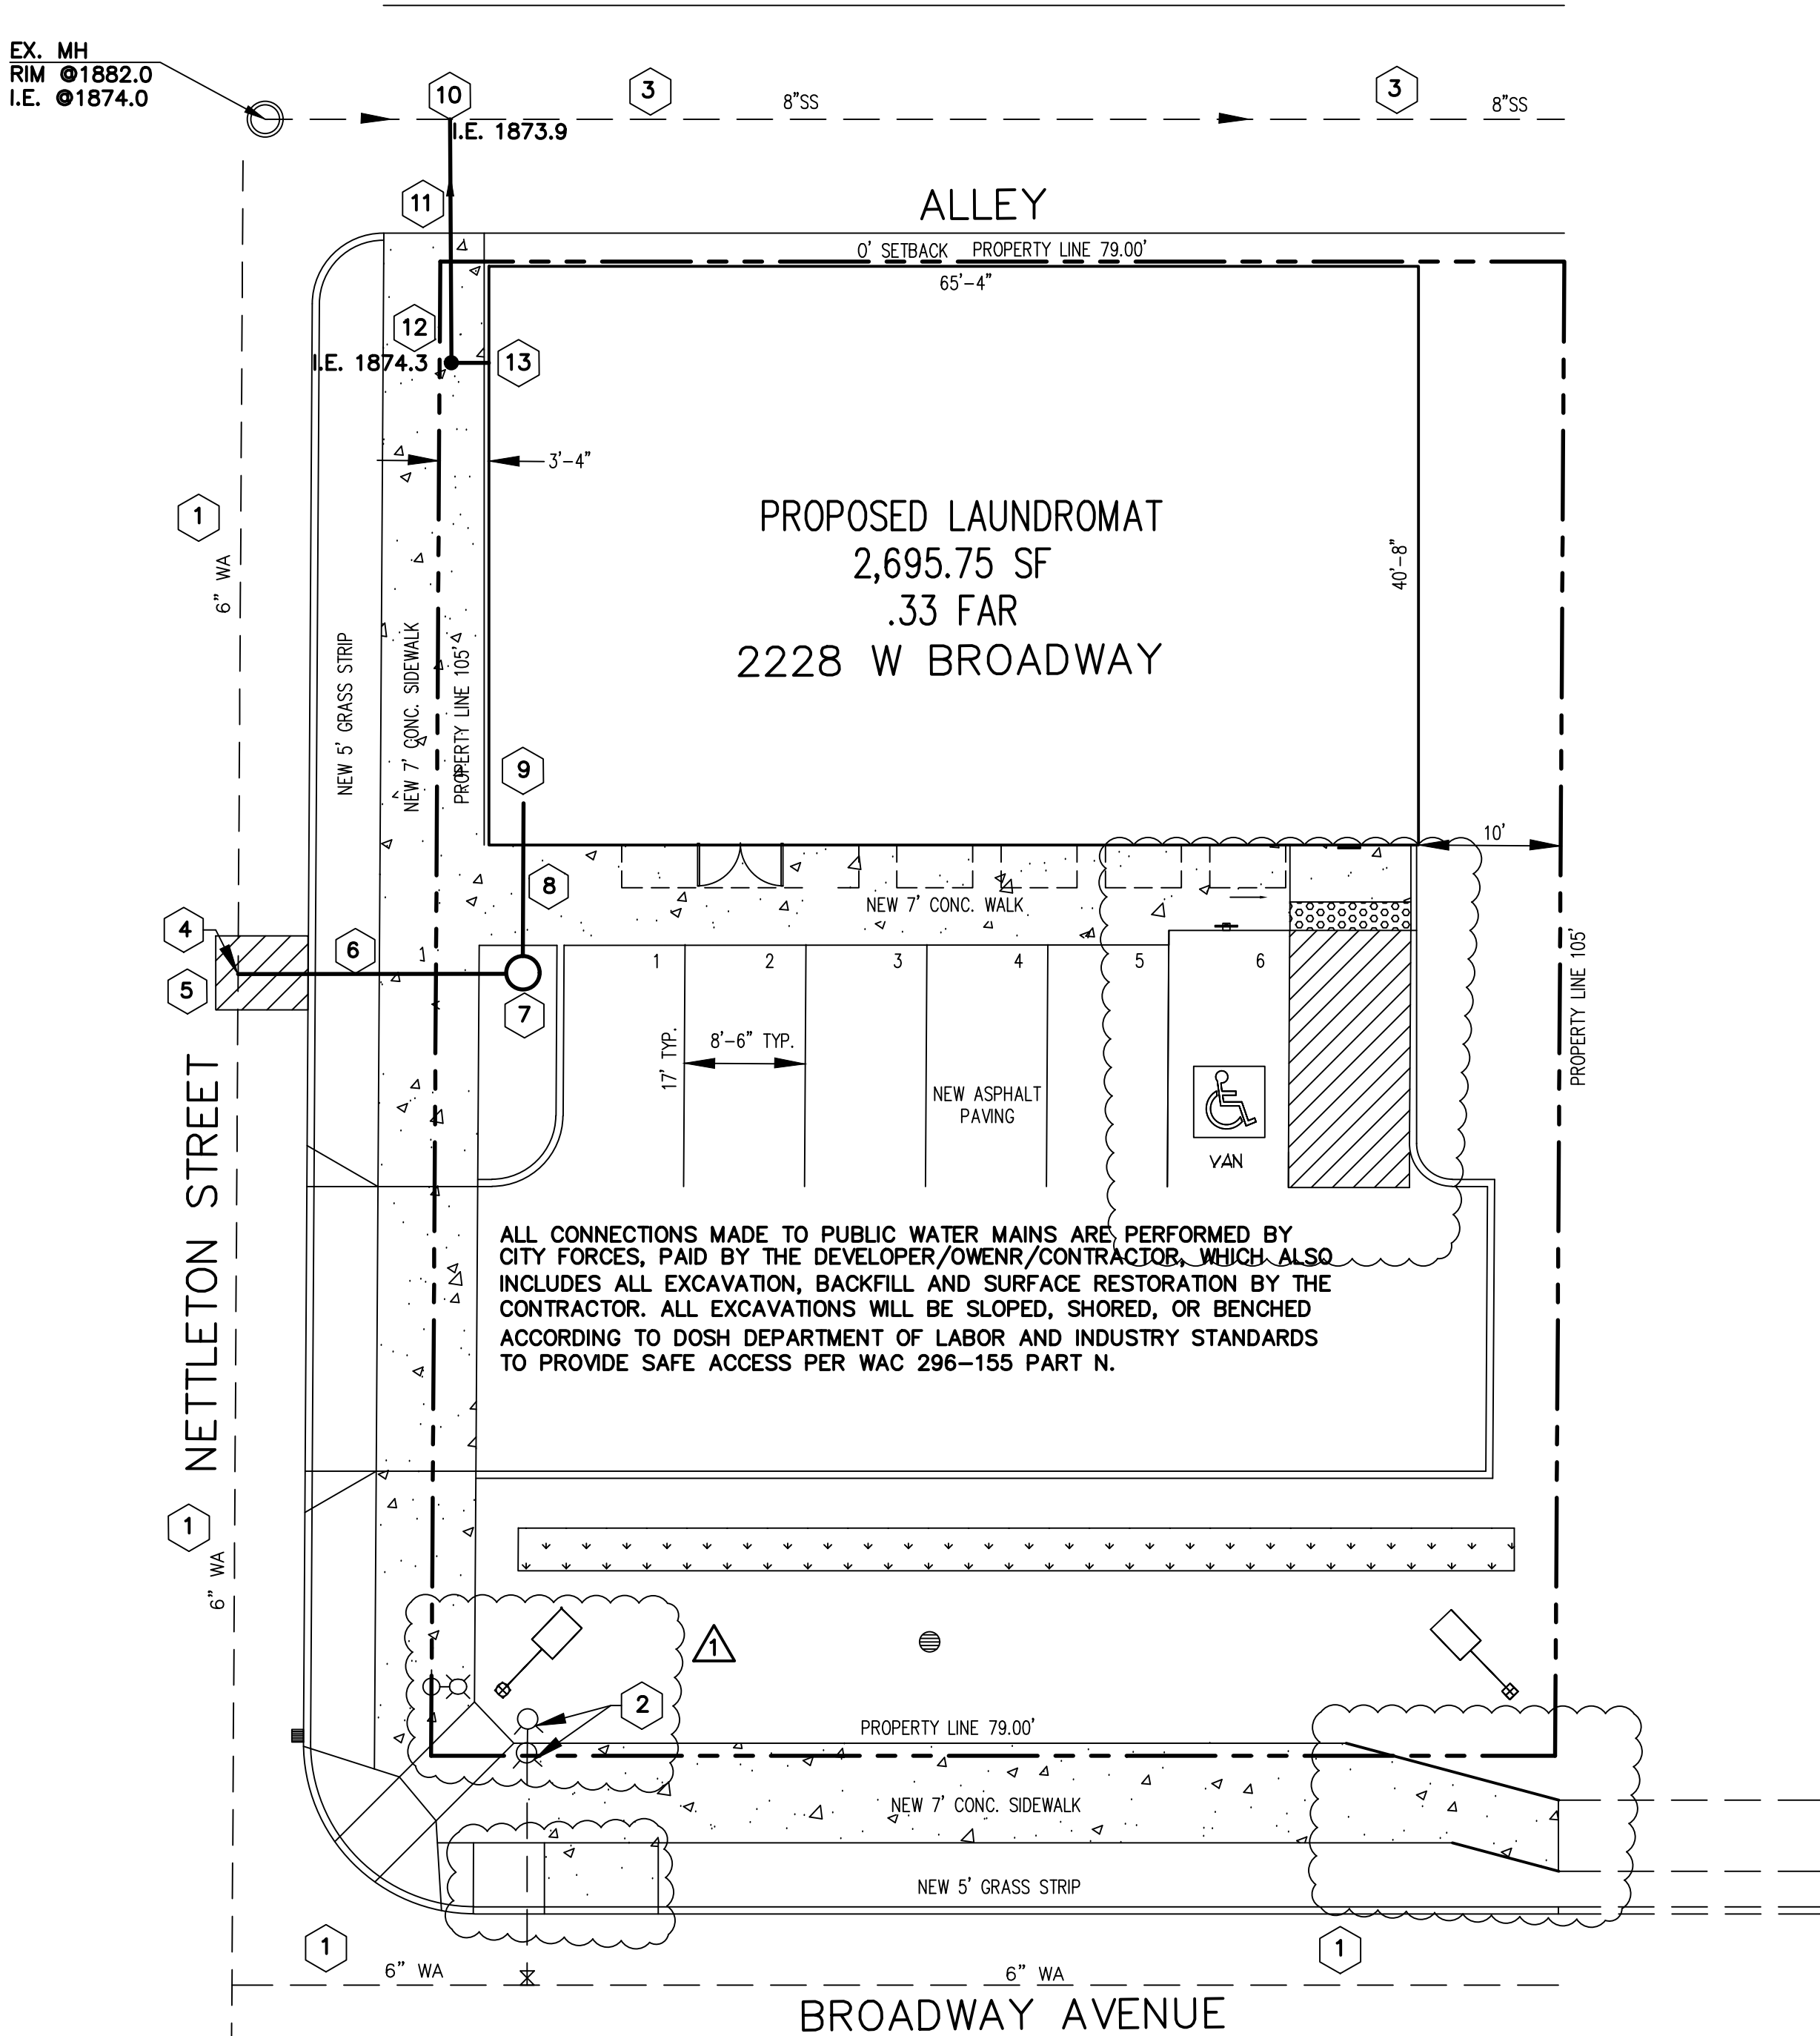 EX. MH
RIM @1882.0
I.E. @1874.0
10
3
8"SS
3
8"SS
I.E. 1873.9
11
ALLEY
0' SETBACK PROPERTY LINE 79.00'
65'-4"
12
I.E. 1874.3
13
3'-4"
1
6" WA
PROPOSED LAUNDROMAT
2,695.75 SF
.33 FAR
2228 W BROADWAY
40'-8"
NEW 5' GRASS STRIP
NEW 7' CONC. SIDEWALK
PROPERTY LINE 105'
9
10'
8
NEW 7' CONC. WALK
4
6
5
7
1
2
3
4
5
6
PROPERTY LINE 105'
17' TYP.
8'-6" TYP.
NEW ASPHALT
PAVING
VAN
NETTLETON STREET
ALL CONNECTIONS MADE TO PUBLIC WATER MAINS ARE PERFORMED BY
CITY FORCES, PAID BY THE DEVELOPER/OWENR/CONTRACTOR, WHICH ALSO
INCLUDES ALL EXCAVATION, BACKFILL AND SURFACE RESTORATION BY THE
CONTRACTOR. ALL EXCAVATIONS WILL BE SLOPED, SHORED, OR BENCHED
ACCORDING TO DOSH DEPARTMENT OF LABOR AND INDUSTRY STANDARDS
TO PROVIDE SAFE ACCESS PER WAC 296-155 PART N.
1
6" WA
1
2
PROPERTY LINE 79.00'
NEW 7' CONC. SIDEWALK
NEW 5' GRASS STRIP
1
1
6" WA
6" WA
BROADWAY AVENUE